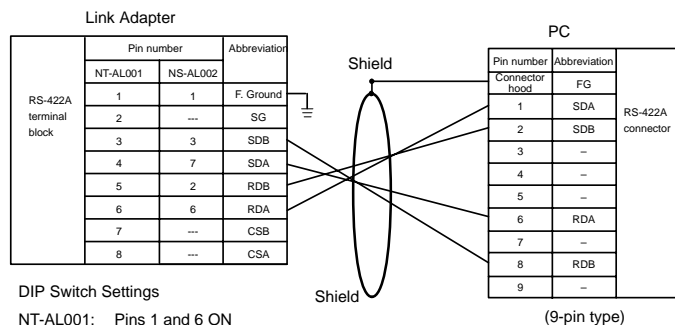 Link Adapter
PC
Pin number Abbreviation
NT-AL001 NS-AL002
RS-422A terminal block
1 1 F. Ground
2 --- SG
3 3 SDB
4 7 SDA
5 2 RDB
6 6 RDA
7 --- CSB
8 --- CSA
Shield
Shield
Pin number Abbreviation
Connector hood FG
1 SDA
2 SDB
3 –
4 –
5 –
6 RDA
7 –
8 RDB
9 –
RS-422A connector
(9-pin type)
DIP Switch Settings
NT-AL001: Pins 1 and 6 ON